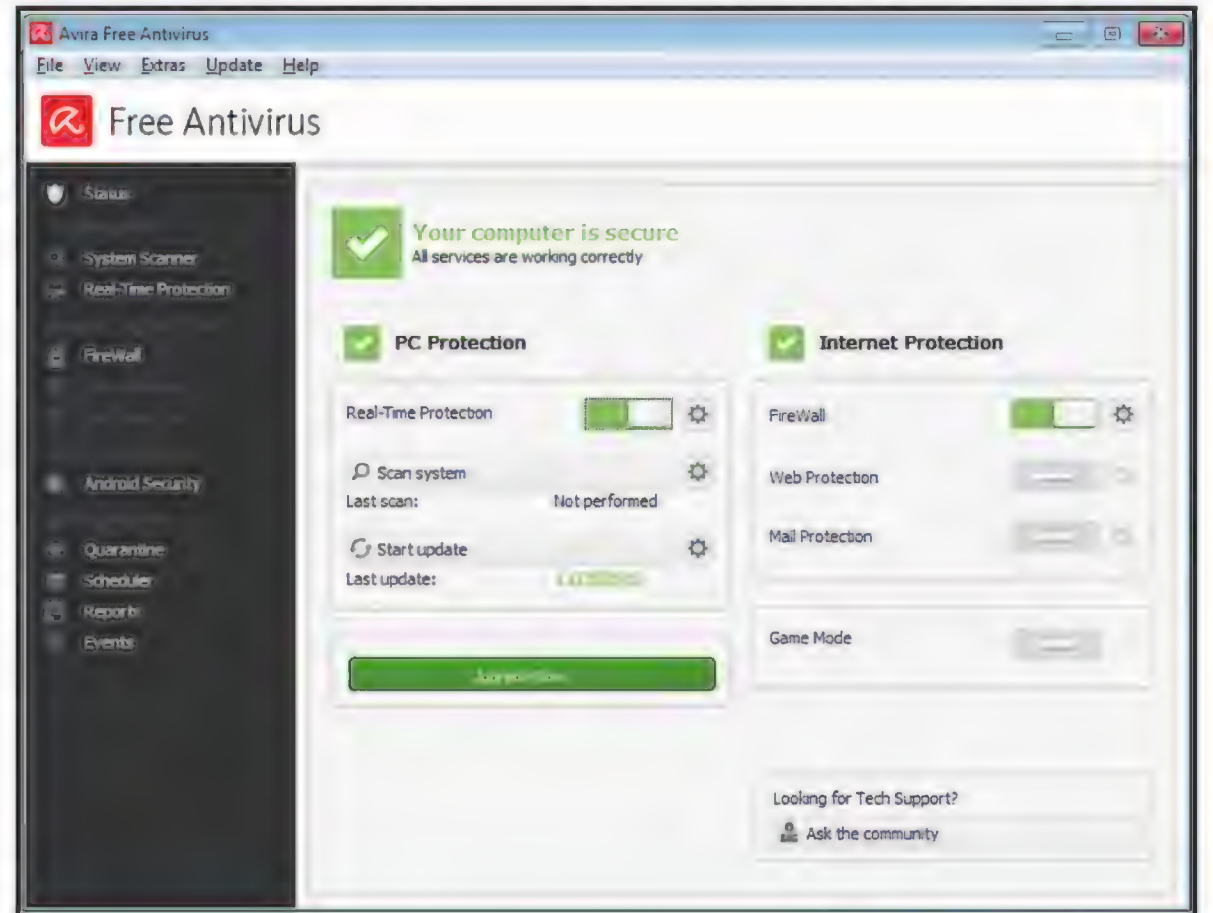 Avira Free Antivirus
File View Extras Update Help
Free Antivirus
Status
System Scanner
Real-Time Protection
FireWall
Android Security
Quarantine
Scheduler
Reports
Events
Your computer is secure
All services are working correctly
PC Protection
Real-Time Protection
Scan system
Last scan: Not performed
Start update
Last update:
Internet Protection
FireWall
Web Protection
Mail Protection
Game Mode
Looking for Tech Support?
Ask the community